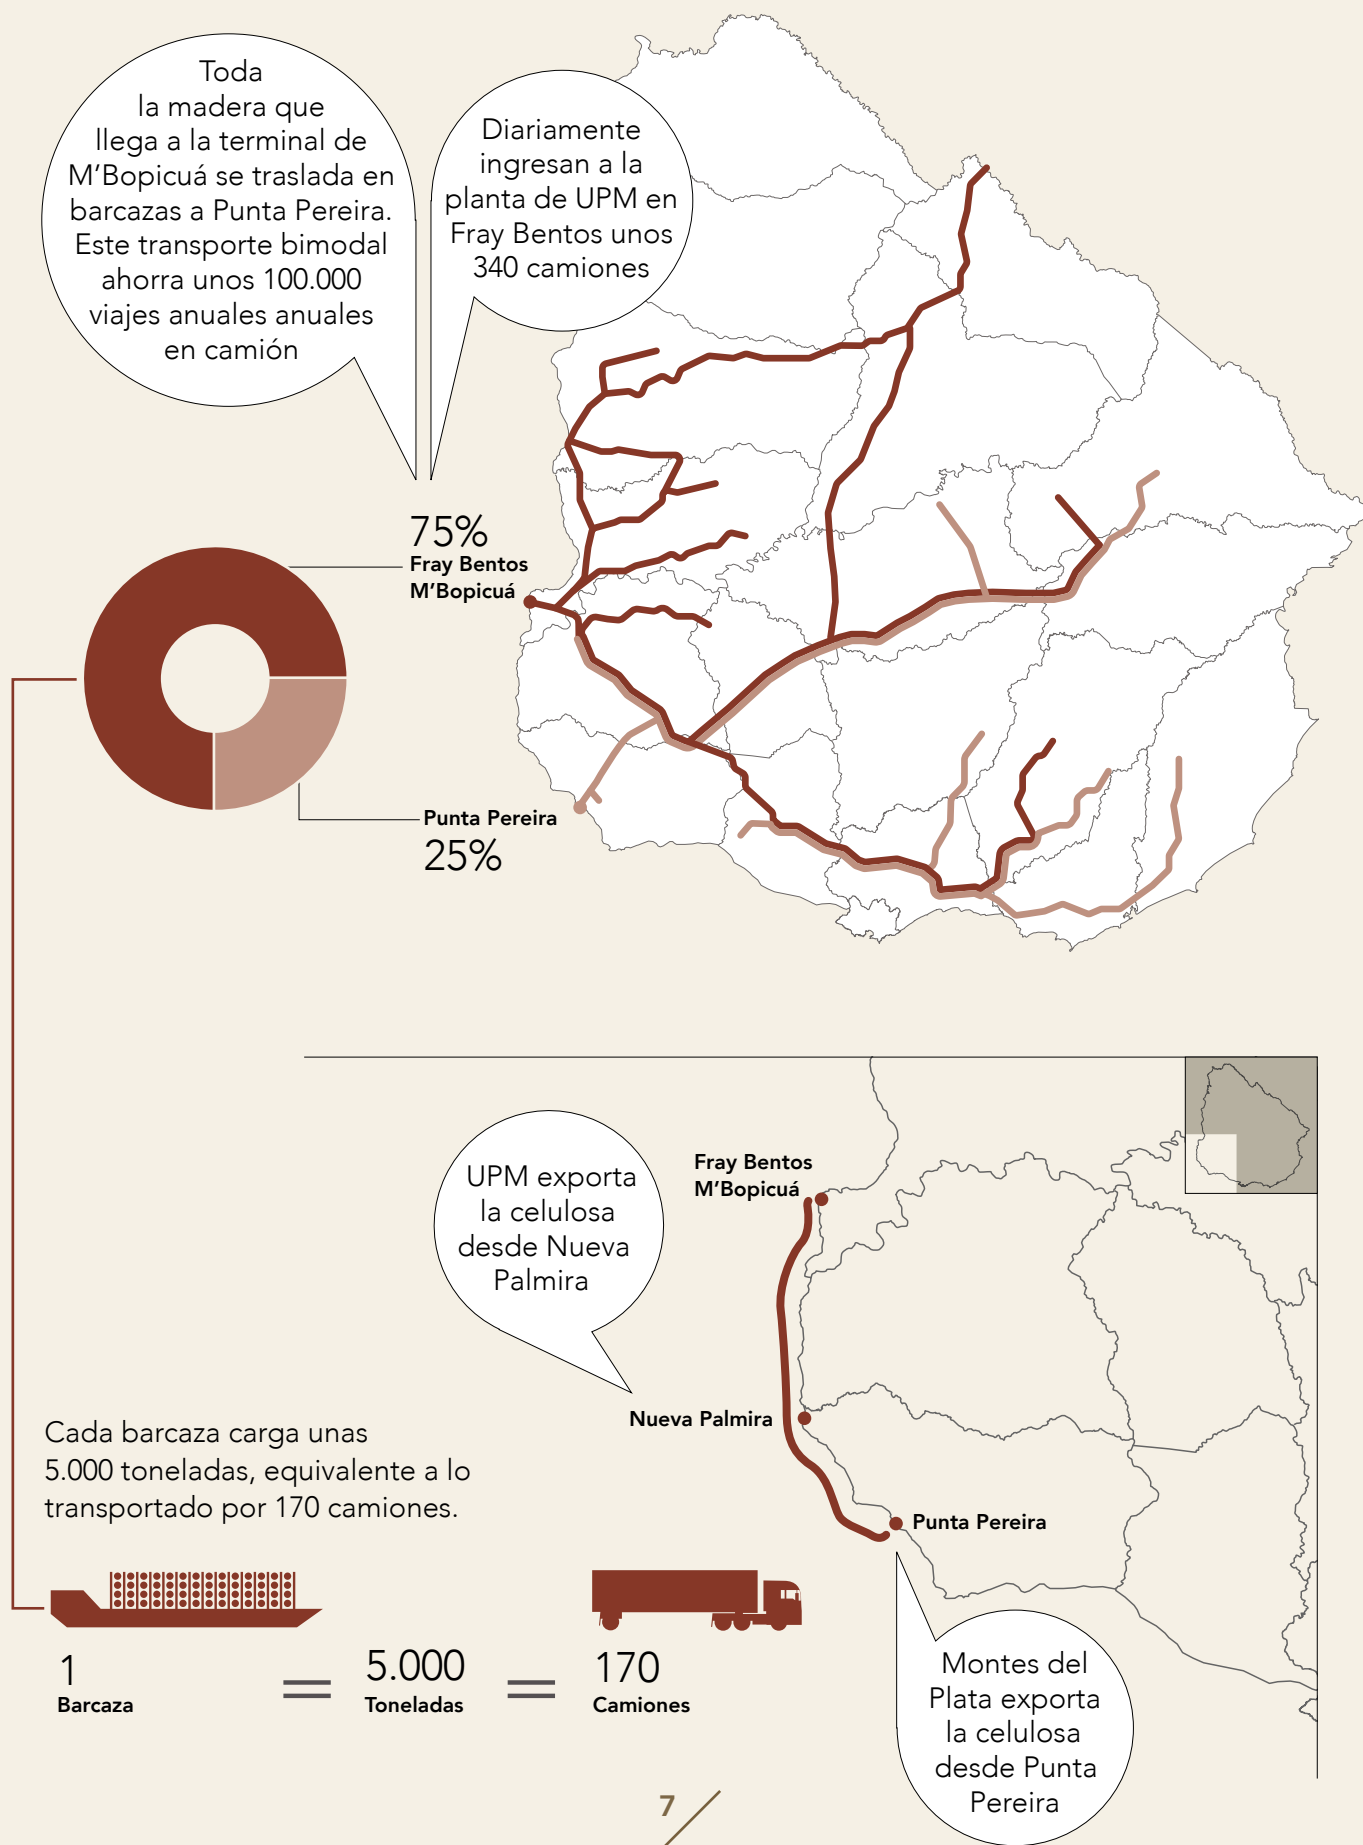 Toda
la madera que
llega a la terminal de
M'Bopicuá se traslada en
barcazas a Punta Pereira.
Este transporte bimodal
ahorra unos 100.000
viajes anuales anuales
en camión
Diariamente
ingresan a la
planta de UPM en
Fray Bentos unos
340 camiones
75%
Fray Bentos
M'Bopicuá
Punta Pereira
25%
UPM exporta
la celulosa
desde Nueva
Palmira
Fray Bentos
M'Bopicuá
Nueva Palmira
Punta Pereira
Cada barcaza carga unas
5.000 toneladas, equivalente a lo
transportado por 170 camiones.
1
Barcaza
=
5.000
Toneladas
=
170
Camiones
Montes del
Plata exporta
la celulosa
desde Punta
Pereira
7